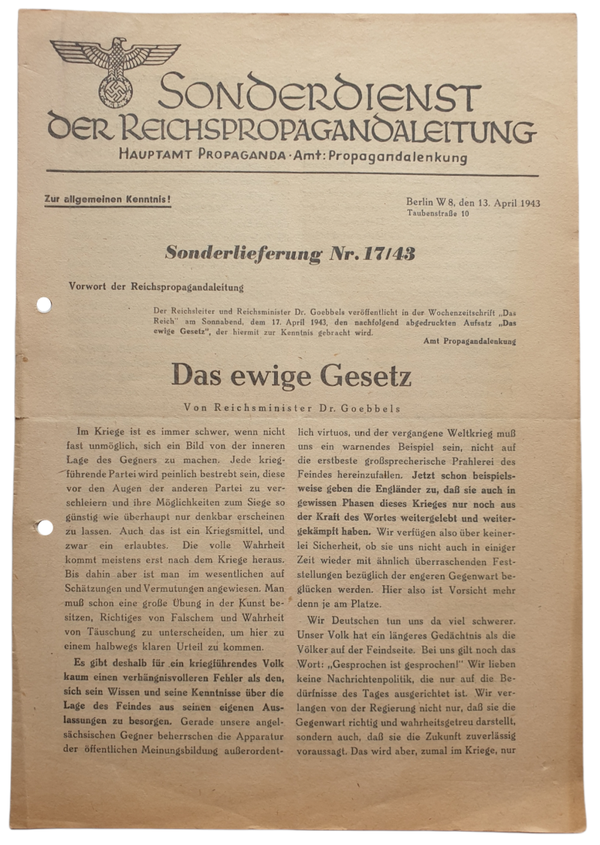 SONDERDIENST
DER REICHSPROPAGANDALEITUNG
HAUPTAMT PROPAGANDA · Amt: Propagandalenkung
Zur allgemeinen Kenntnis!
Berlin W 8, den 13. April 1943
Taubenstraße 10
Sonderlieferung Nr. 17/43
Vorwort der Reichspropagandaleitung
Der Reichsleiter und Reichsminister Dr. Goebbels veröffentlicht in der Wochenzeitschrift „Das
Reich" am Sonnabend, dem 17. April 1943, den nachfolgend abgedruckten Aufsatz „Das
ewige Gesetz", der hiermit zur Kenntnis gebracht wird.
Amt Propagandalenkung
Das ewige Gesetz
Von Reichsminister Dr. Goebbels
Im Kriege ist es immer schwer, wenn nicht
fast unmöglich, sich ein Bild von der inneren
Lage des Gegners zu machen. Jede krieg-
führende Partei wird peinlich bestrebt sein, diese
vor den Augen der anderen Partei zu ver-
schleiern und ihre Möglichkeiten zum Siege so
günstig wie überhaupt nur denkbar erscheinen
zu lassen. Auch das ist ein Kriegsmittel, und
zwar ein erlaubtes. Die volle Wahrheit
kommt meistens erst nach dem Kriege heraus.
Bis dahin aber ist man im wesentlichen auf
Schätzungen und Vermutungen angewiesen. Man
muß schon eine große Übung in der Kunst be-
sitzen, Richtiges von Falschem und Wahrheit
von Täuschung zu unterscheiden, um hier zu
einem halbwegs klaren Urteil zu kommen.
Es gibt deshalb für ein kriegführendes Volk
kaum einen verhängnisvolleren Fehler als den,
sich sein Wissen und seine Kenntnisse über die
Lage des Feindes aus seinen eigenen Aus-
lassungen zu besorgen. Gerade unsere angel-
sächsischen Gegner beherrschen die Apparatur
der öffentlichen Meinungsbildung außerordent-
lich virtuos, und der vergangene Weltkrieg muß
uns ein warnendes Beispiel sein, nicht auf
die erstbeste großsprecherische Prahlerei des
Feindes hereinzufallen. Jetzt schon beispiels-
weise geben die Engländer zu, daß sie auch in
gewissen Phasen dieses Krieges nur noch aus
der Kraft des Wortes weitergelebt und weiter-
gekämpft haben. Wir verfügen also über keiner-
lei Sicherheit, ob sie uns nicht auch in einiger
Zeit wieder mit ähnlich überraschenden Fest-
stellungen bezüglich der engeren Gegenwart be-
glücken werden. Hier also ist Vorsicht mehr
denn je am Platze.
Wir Deutschen tun uns da viel schwerer.
Unser Volk hat ein längeres Gedächtnis als die
Völker auf der Feindseite. Bei uns gilt noch das
Wort: „Gesprochen ist gesprochen!" Wir lieben
keine Nachrichtenpolitik, die nur auf die Be-
dürfnisse des Tages ausgerichtet ist. Wir ver-
langen von der Regierung nicht nur, daß sie die
Gegenwart richtig und wahrheitsgetreu darstellt,
sondern auch, daß sie die Zukunft zuverlässig
voraussagt. Das wird aber, zumal im Kriege, nur